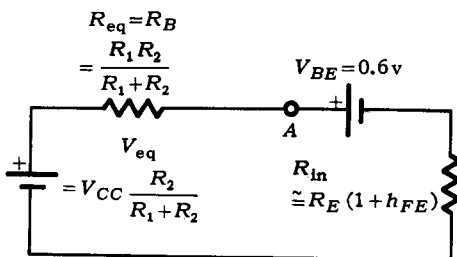 R_eq = R_B
= R_1 R_2 / (R_1 + R_2)
V_BE = 0.6 v
+
A
V_eq
= V_CC R_2 / (R_1 + R_2)
+
R_in
≅ R_E (1 + h_FE)